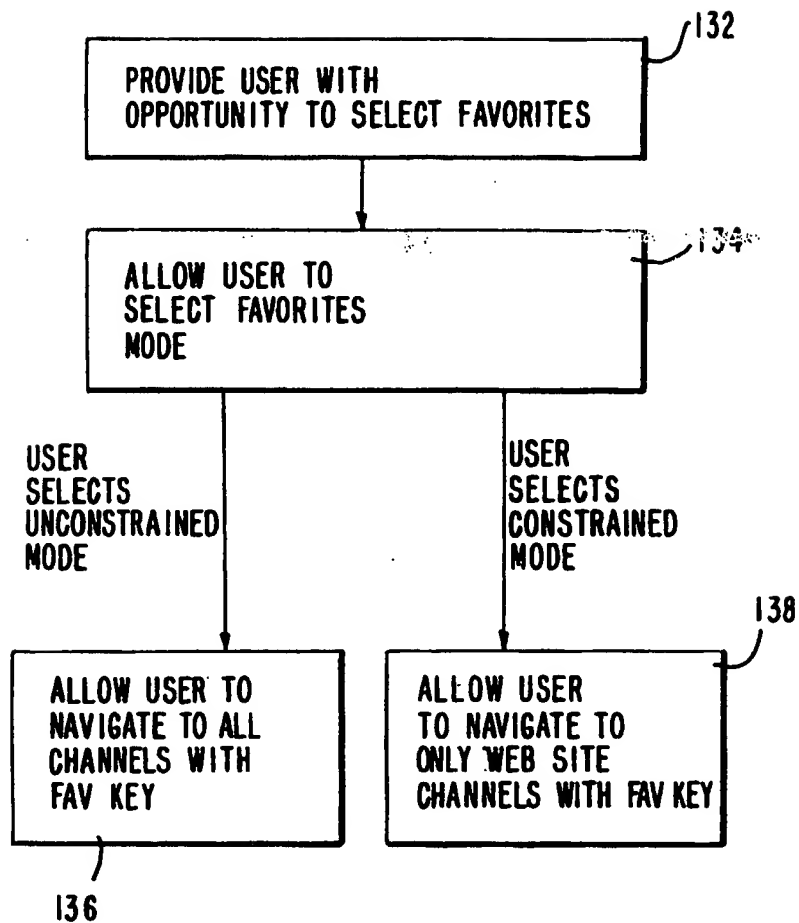 132
PROVIDE USER WITH
OPPORTUNITY TO SELECT FAVORITES
134
ALLOW USER TO
SELECT FAVORITES
MODE
USER
SELECTS
UNCONSTRAINED
MODE
USER
SELECTS
CONSTRAINED
MODE
138
ALLOW USER TO
NAVIGATE TO ALL
CHANNELS WITH
FAV KEY
ALLOW USER
TO NAVIGATE TO
ONLY WEB SITE
CHANNELS WITH FAV KEY
136